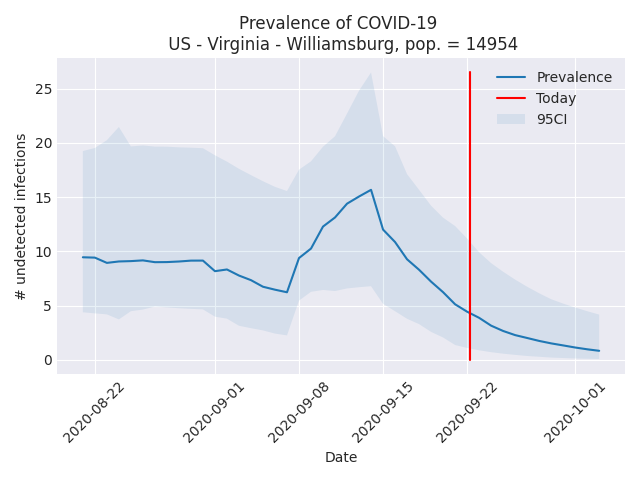 Prevalence of COVID-19
US - Virginia - Williamsburg, pop. = 14954
Prevalence
Today
95CI
# undetected infections
25
20
15
10
5
0
2020-08-22
2020-09-01
2020-09-08
2020-09-15
2020-09-22
2020-10-01
Date